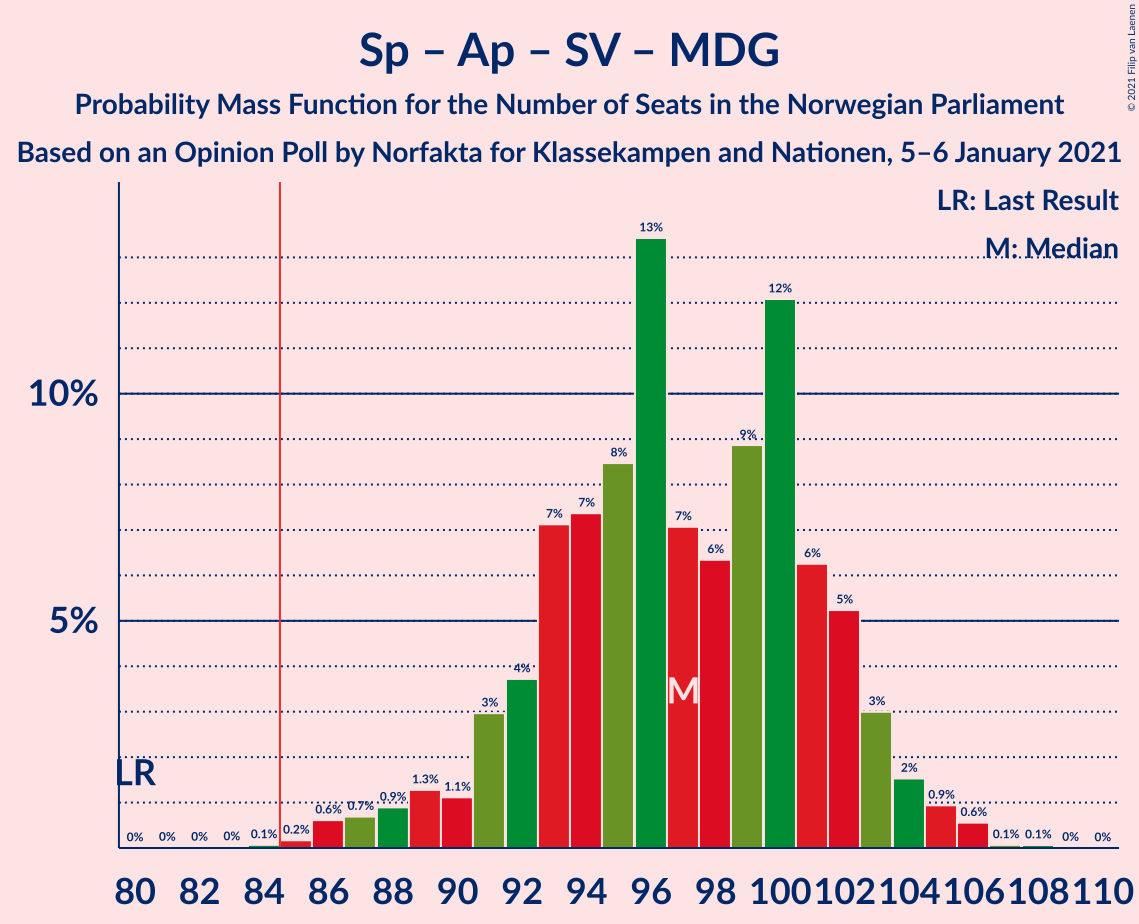 © 2021 Filip van Laenen
Sp – Ap – SV – MDG
Probability Mass Function for the Number of Seats in the Norwegian Parliament
Based on an Opinion Poll by Norfakta for Klassekampen and Nationen, 5–6 January 2021
LR: Last Result
M: Median
10%
5%
LR
M
0% 0% 0% 0% 0.1% 0.2% 0.6% 0.7% 0.9% 1.3% 1.1% 3% 4% 7% 7% 8% 13% 7% 6% 9% 12% 6% 5% 3% 2% 0.9% 0.6% 0.1% 0.1% 0% 0%
80 82 84 86 88 90 92 94 96 98 100 102 104 106 108 110